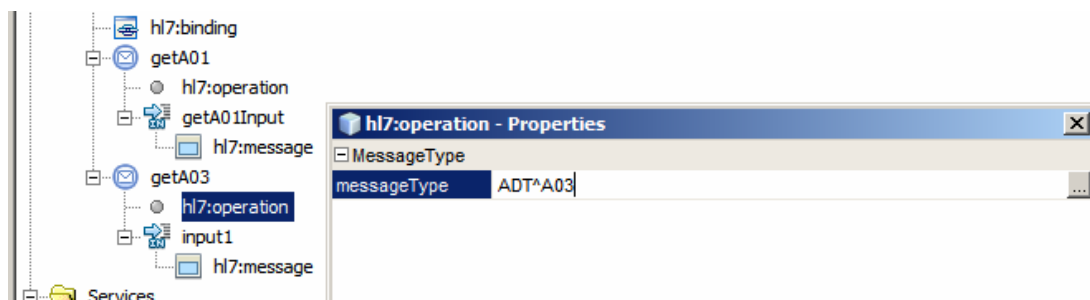 hl7:binding
getA01
hl7:operation
getA01Input
hl7:message
getA03
hl7:operation
input1
hl7:message
Services
hl7:operation - Properties
MessageType
messageType ADT^A03
...